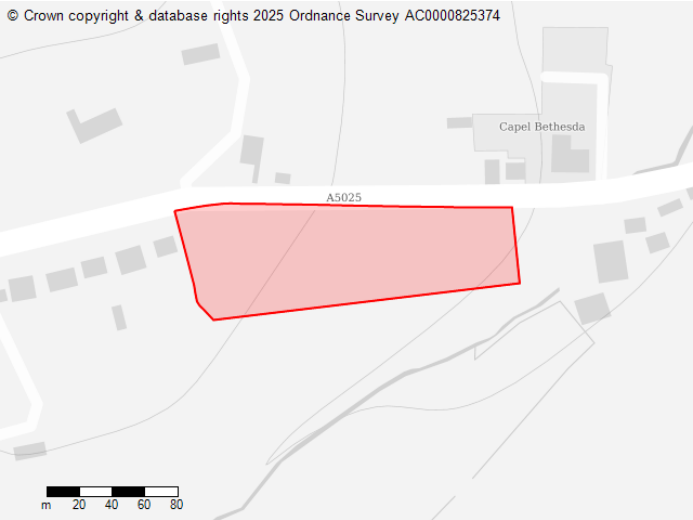 © Crown copyright & database rights 2025 Ordnance Survey AC0000825374
Capel Bethesda
A5025
m 20 40 60 80